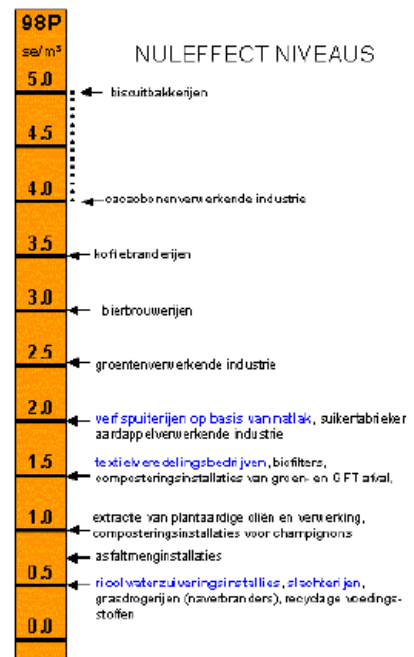 98P
se/m³
NULEFFECT NIVEAUS
5.0
biscuitbakkerijen
4.5
4.0
cacaobonenverwerkende industrie
3.5
koffiebranderijen
3.0
bierbrouwerijen
2.5
groentenverwerkende industrie
2.0
verfspuiterijen op basis van natlak, suikerfabrieken
aardappelverwerkende industrie
1.5
textielveredelingsbedrijven, biofilters,
composteringsinstallaties van groen- en GFT afval,
1.0
extractie van plantaardige oliën en verwerking,
composteringsinstallaties voor champignons
asfaltmenginstallaties
0.5
rioolwaterzuiveringsinstallies, slachterijen,
grasdrogerijen (naverbranders), recyclage voedings-
stoffen
0.0